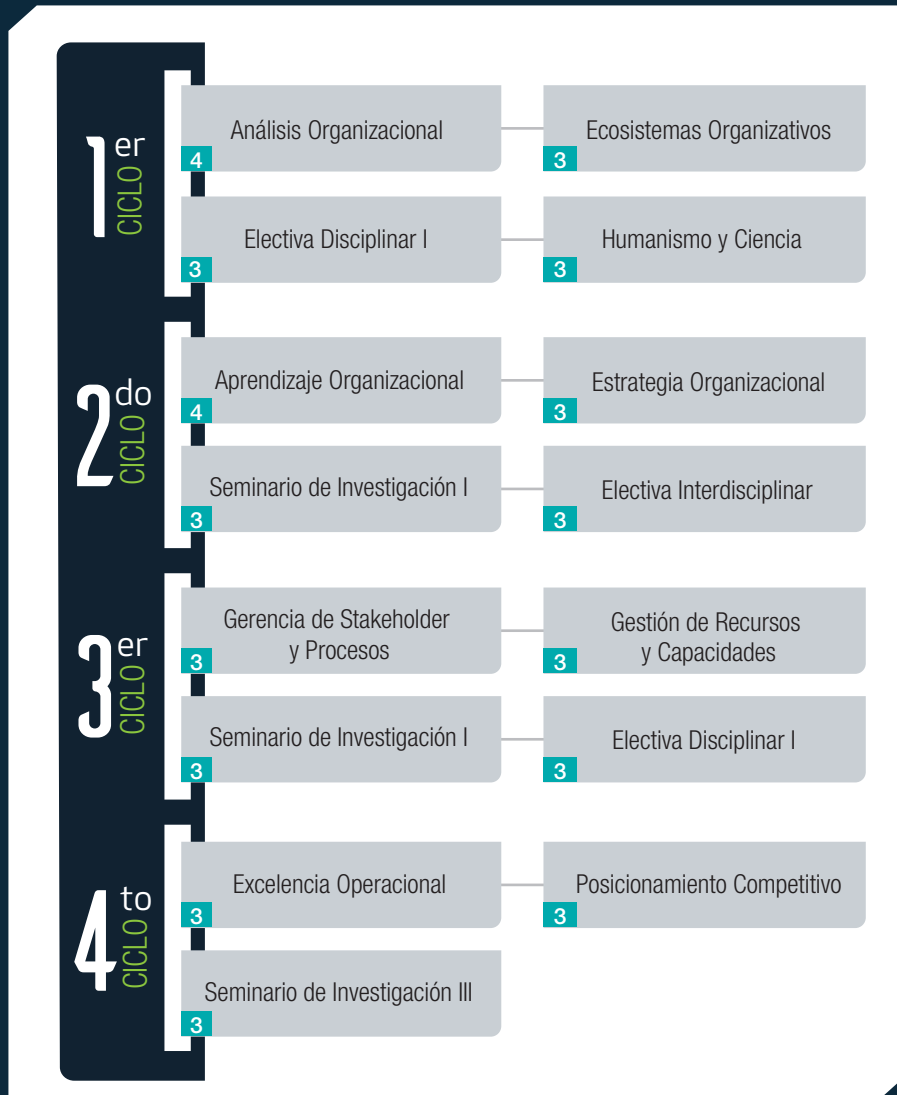 1er
CICLO
Análisis Organizacional
4
Ecosistemas Organizativos
3
Electiva Disciplinar I
3
Humanismo y Ciencia
3
2do
CICLO
Aprendizaje Organizacional
4
Estrategia Organizacional
3
Seminario de Investigación I
3
Electiva Interdisciplinar
3
3er
CICLO
Gerencia de Stakeholder
y Procesos
3
Gestión de Recursos
y Capacidades
3
Seminario de Investigación I
3
Electiva Disciplinar I
3
4to
CICLO
Excelencia Operacional
3
Posicionamiento Competitivo
3
Seminario de Investigación III
3